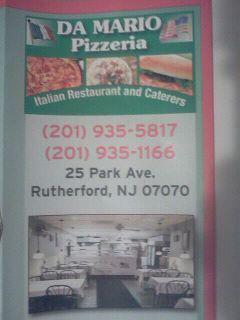 DA MARIO
Pizzeria
Italian Restaurant and Caterers
(201) 935-5817
(201) 935-1166
25 Park Ave.
Rutherford, NJ 07070